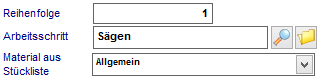 Reihenfolge 1
Arbeitsschritt Sägen
Material aus Allgemein
Stückliste